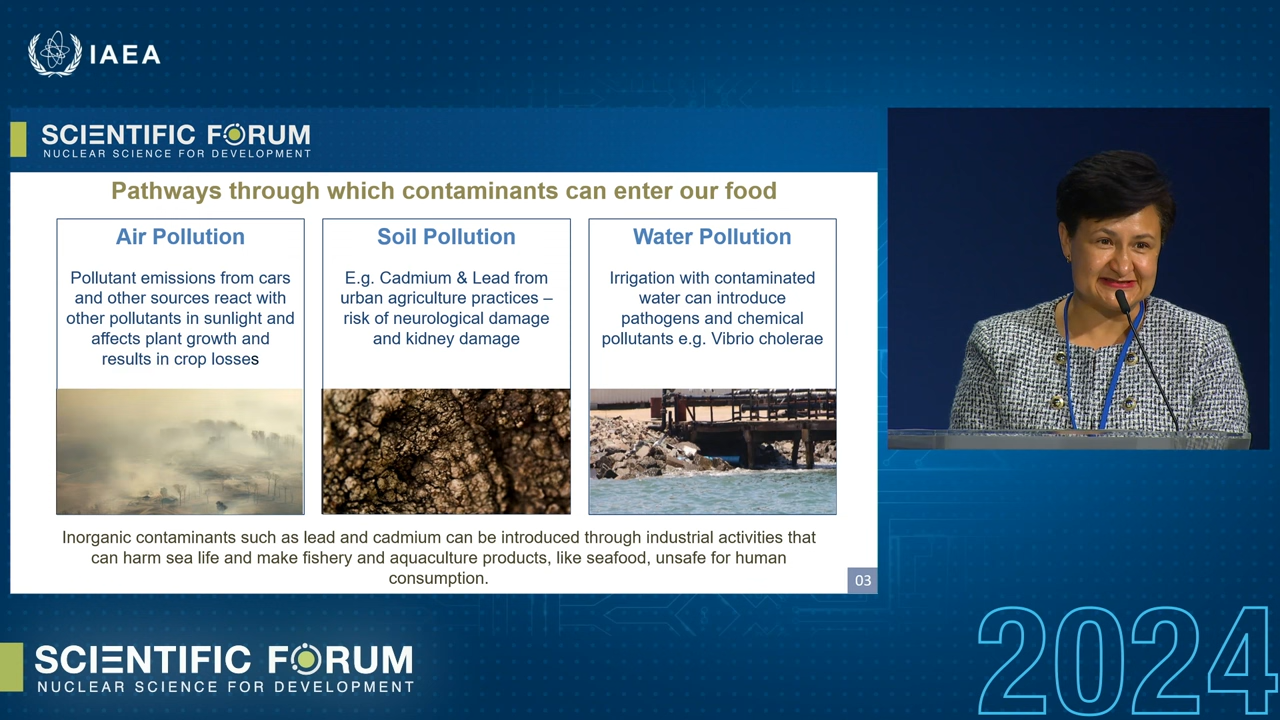 IAEA
SCIENTIFIC FORUM
NUCLEAR SCIENCE FOR DEVELOPMENT
Pathways through which contaminants can enter our food
Air Pollution
Pollutant emissions from cars
and other sources react with
other pollutants in sunlight and
affects plant growth and
results in crop losses
Soil Pollution
E.g. Cadmium & Lead from
urban agriculture practices –
risk of neurological damage
and kidney damage
Water Pollution
Irrigation with contaminated
water can introduce
pathogens and chemical
pollutants e.g. Vibrio cholerae
Inorganic contaminants such as lead and cadmium can be introduced through industrial activities that
can harm sea life and make fishery and aquaculture products, like seafood, unsafe for human
consumption.
03
SCIENTIFIC FORUM
NUCLEAR SCIENCE FOR DEVELOPMENT
2024